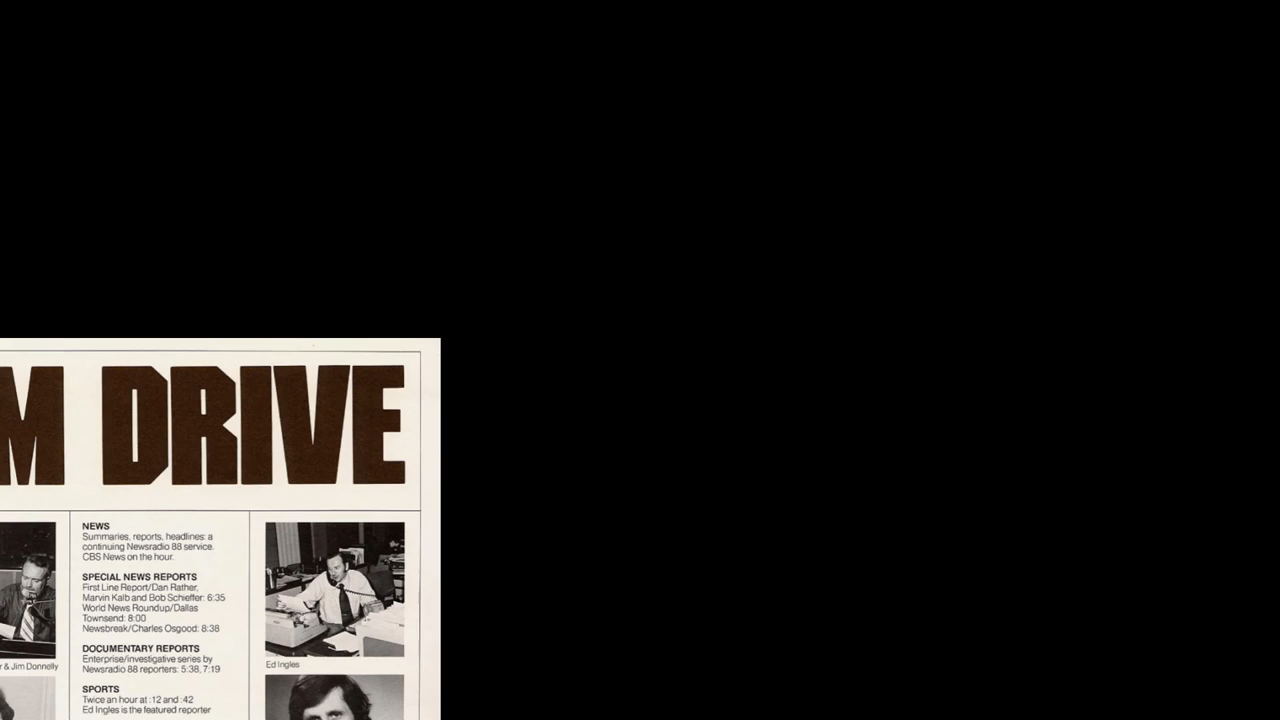 M DRIVE
NEWS
Summaries, reports, headlines: a
continuing Newsradio 88 service.
CBS News on the hour.
SPECIAL NEWS REPORTS
First Line Report/Dan Rather,
Marvin Kalb and Bob Schieffer: 6:35
World News Roundup/Dallas
Townsend: 8:00
Newsbreak/Charles Osgood: 8:38
DOCUMENTARY REPORTS
Enterprise/investigative series by
Newsradio 88 reporters: 5:38, 7:19
SPORTS
Twice an hour at :12 and :42
Ed Ingles is the featured reporter
r & Jim Donnelly
Ed Ingles